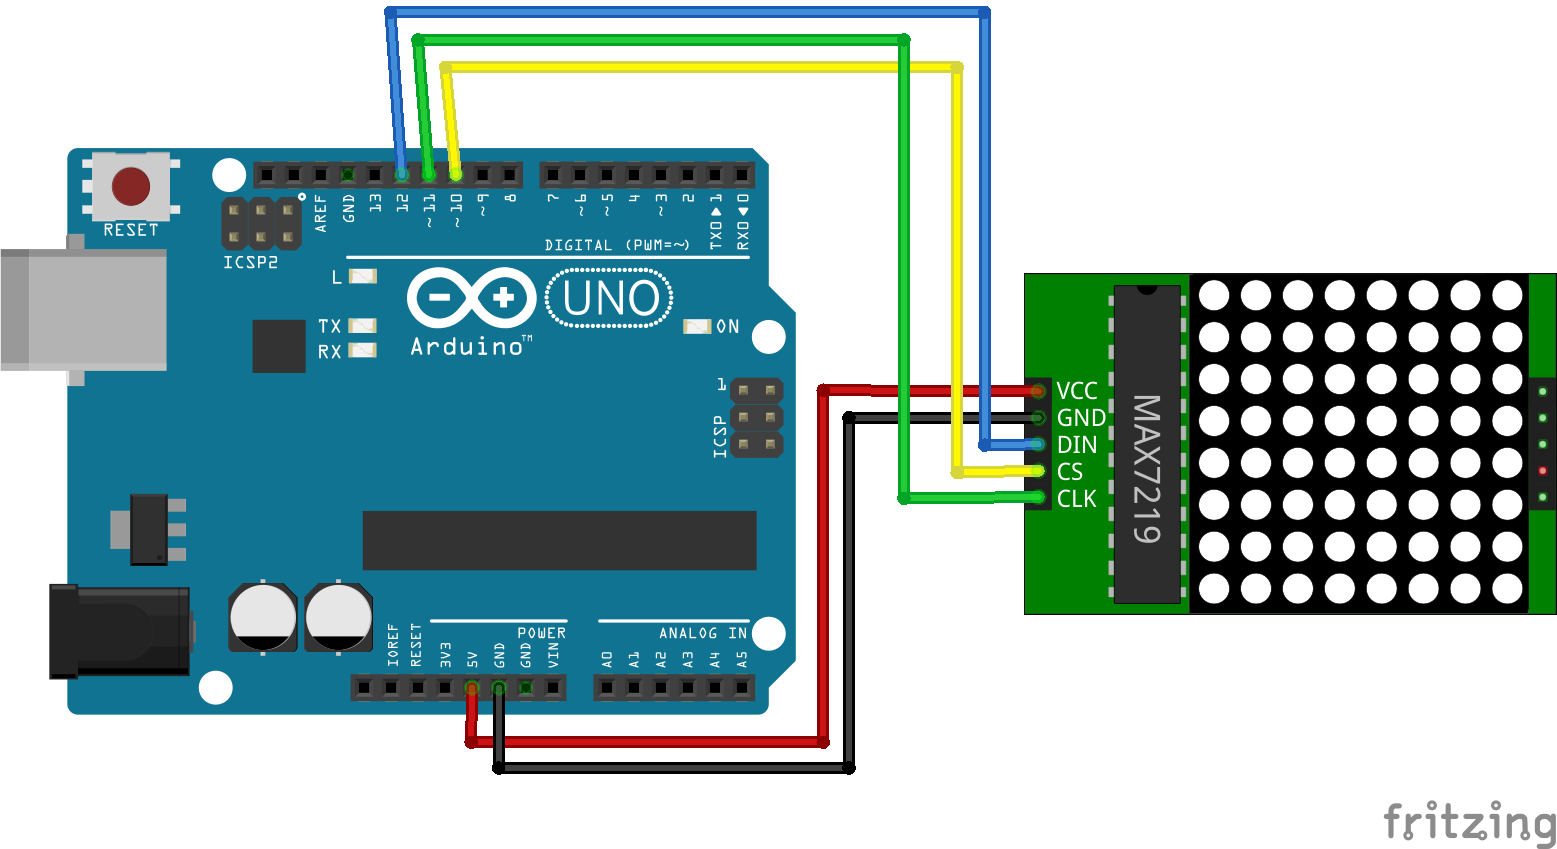 RESET
ICSP2
AREF
GND
13
12
~11
~10
~9
8
7
~6
~5
4
~3
2
TX0▶1
RX0◀0
DIGITAL (PWM=~)
L
TX
RX
UNO
Arduino™
ON
1
ICSP
VCC
GND
DIN
CS
CLK
MAX7219
POWER
ANALOG IN
IOREF
RESET
3V3
5V
GND
GND
VIN
A0
A1
A2
A3
A4
A5
fritzing